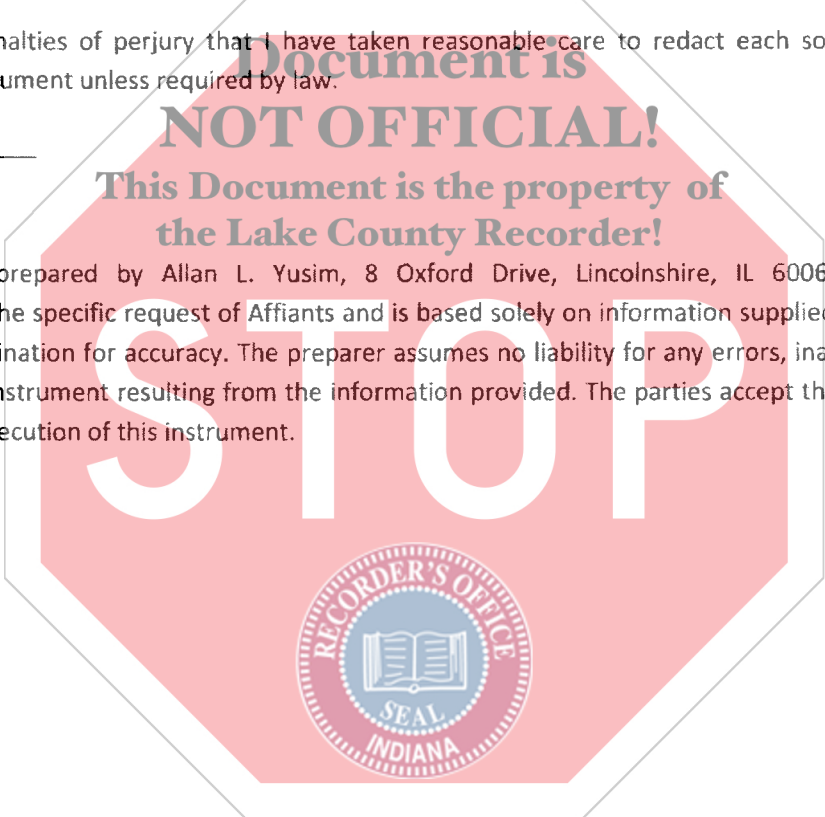 nalties of perjury that I have taken reasonable care to redact each so
Document is
ument unless required by law.
NOT OFFICIAL!
This Document is the property of
the Lake County Recorder!
prepared by Allan L. Yusim, 8 Oxford Drive, Lincolnshire, IL 6006
he specific request of Affiants and is based solely on information supplied
ination for accuracy. The preparer assumes no liability for any errors, ina
nstrument resulting from the information provided. The parties accept th
ecution of this instrument.
STOP
RECORDER'S OFFICE
SEAL
INDIANA